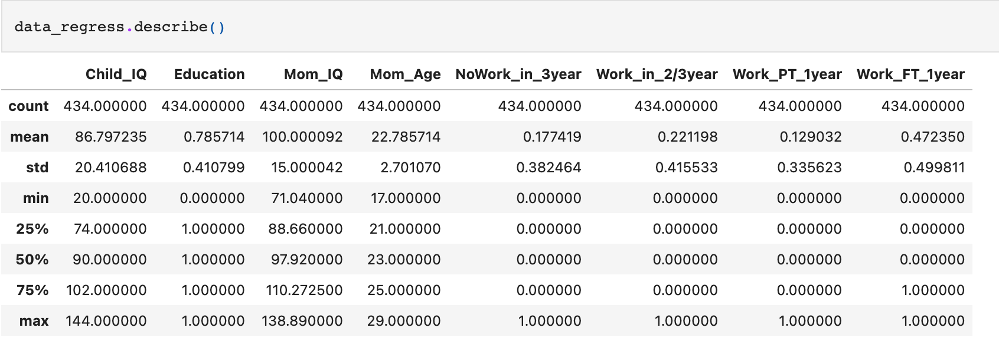 data_regress.describe()
Child_IQ Education Mom_IQ Mom_Age NoWork_in_3year Work_in_2/3year Work_PT_1year Work_FT_1year
count 434.000000 434.000000 434.000000 434.000000 434.000000 434.000000 434.000000 434.000000
mean 86.797235 0.785714 100.000092 22.785714 0.177419 0.221198 0.129032 0.472350
std 20.410688 0.410799 15.000042 2.701070 0.382464 0.415533 0.335623 0.499811
min 20.000000 0.000000 71.040000 17.000000 0.000000 0.000000 0.000000 0.000000
25% 74.000000 1.000000 88.660000 21.000000 0.000000 0.000000 0.000000 0.000000
50% 90.000000 1.000000 97.920000 23.000000 0.000000 0.000000 0.000000 0.000000
75% 102.000000 1.000000 110.272500 25.000000 0.000000 0.000000 0.000000 1.000000
max 144.000000 1.000000 138.890000 29.000000 1.000000 1.000000 1.000000 1.000000